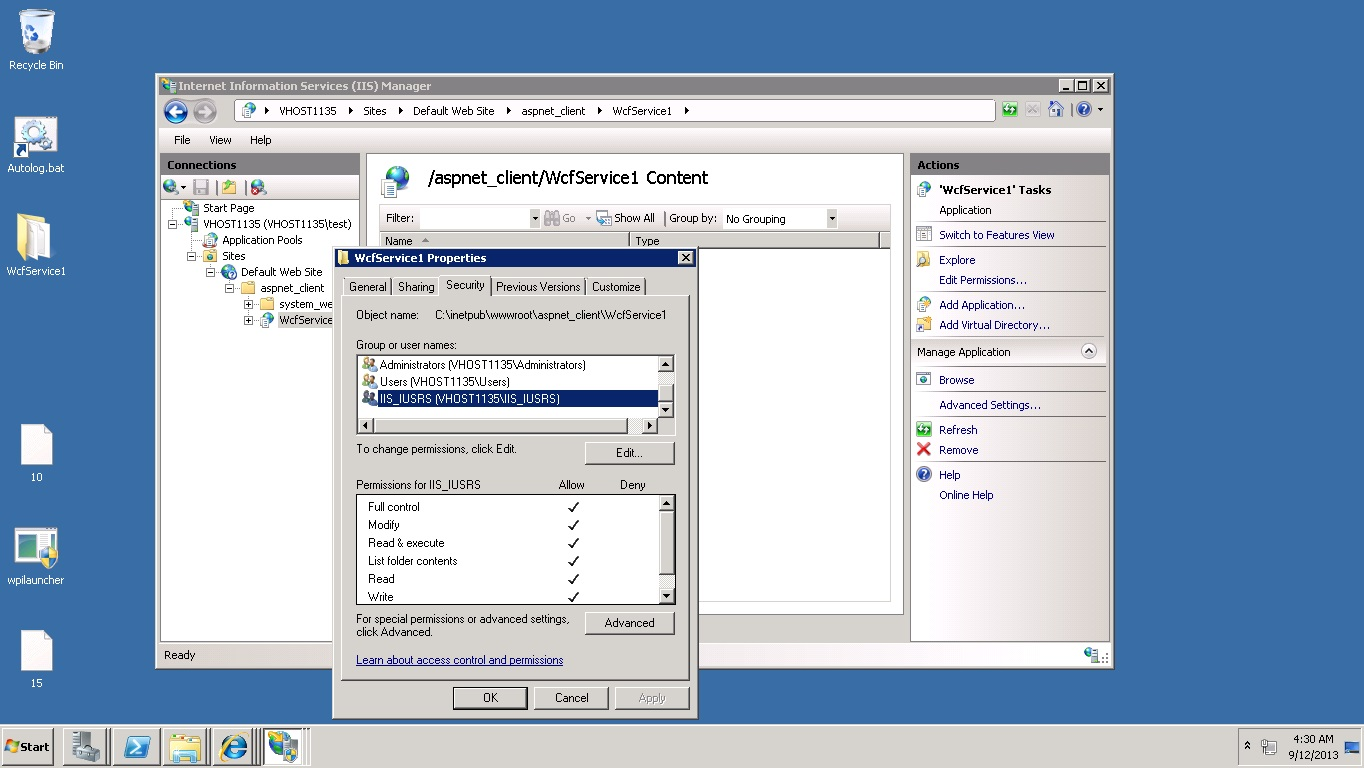 Recycle Bin
Autolog.bat
WcfService1
10
wpilauncher
15
Internet Information Services (IIS) Manager
VHOST1135 Sites Default Web Site aspnet_client WcfService1
File View Help
Connections
Start Page
VHOST1135 (VHOST1135\test)
Application Pools
Sites
Default Web Site
aspnet_client
system_we
WcfService
Ready
/aspnet_client/WcfService1 Content
Filter: Go Show All Group by: No Grouping
Name Type
WcfService1 Properties
General Sharing Security Previous Versions Customize
Object name: C:\inetpub\wwwroot\aspnet_client\WcfService1
Group or user names:
Administrators (VHOST1135\Administrators)
Users (VHOST1135\Users)
IIS_IUSRS (VHOST1135\IIS_IUSRS)
To change permissions, click Edit.
Edit...
Permissions for IIS_IUSRS Allow Deny
Full control
Modify
Read & execute
List folder contents
Read
Write
For special permissions or advanced settings,
click Advanced.
Advanced
Learn about access control and permissions
OK Cancel Apply
Actions
'WcfService1' Tasks
Application
Switch to Features View
Explore
Edit Permissions...
Add Application...
Add Virtual Directory...
Manage Application
Browse
Advanced Settings...
Refresh
Remove
Help
Online Help
Start
4:30 AM
9/12/2013